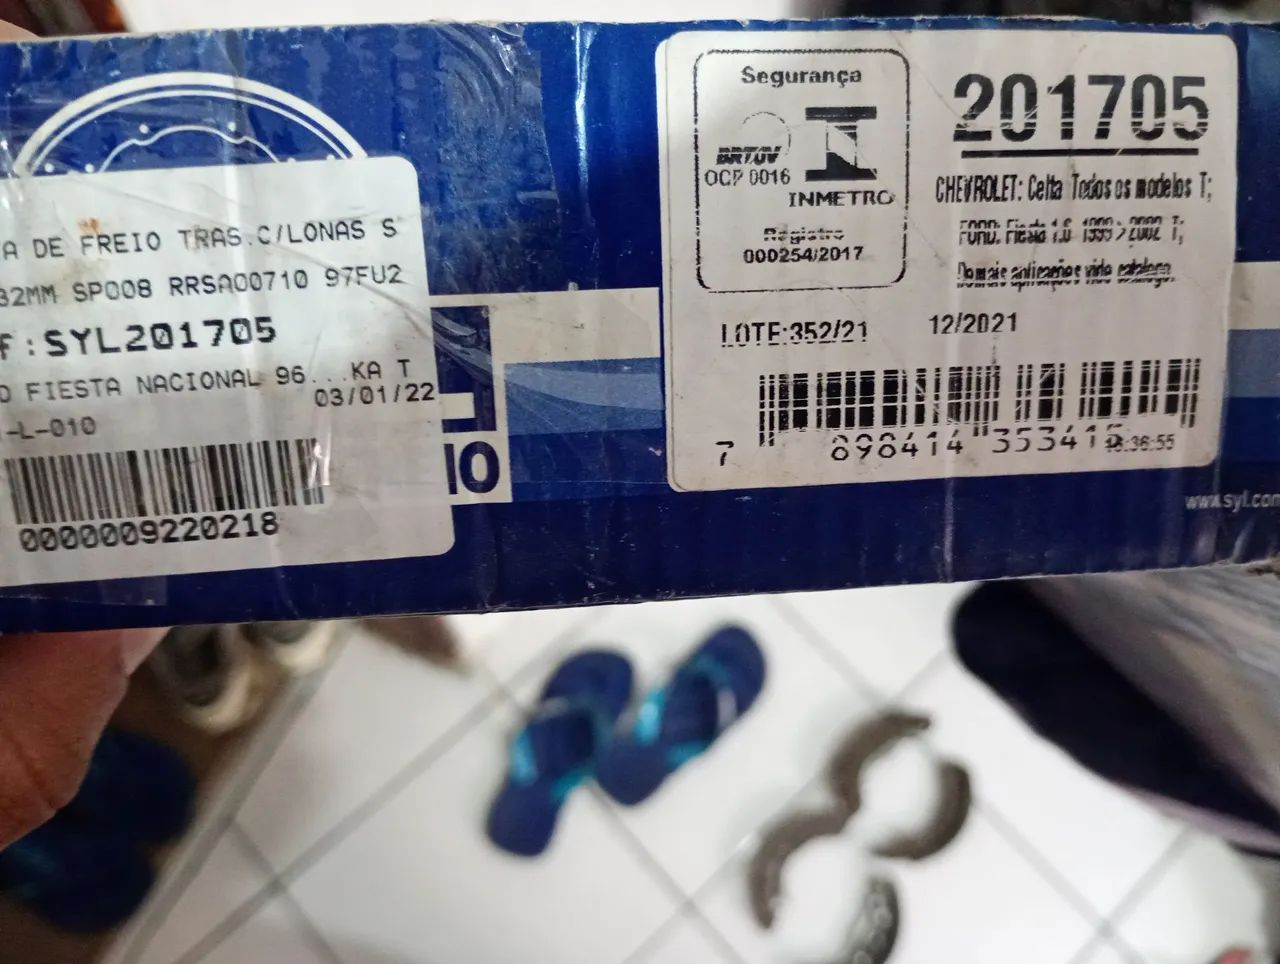 A DE FREIO TRAS.C/LONAS S
32MM SP008 RRSA00710 97FU2
F:SYL201705
O FIESTA NACIONAL 96...KA T
03/01/22
-L-010
0000009220218
Segurança
BRTÜV
OCP 0016
INMETRO
Registro
000254/2017
201705
CHEVROLET: Celta Todos os modelos T;
FORD: Fiesta 1.6 1999>2002 T;
Demais aplicações vide catalogo.
LOTE:352/21 12/2021
7 898414 35341
16:36:55
www.syl.com